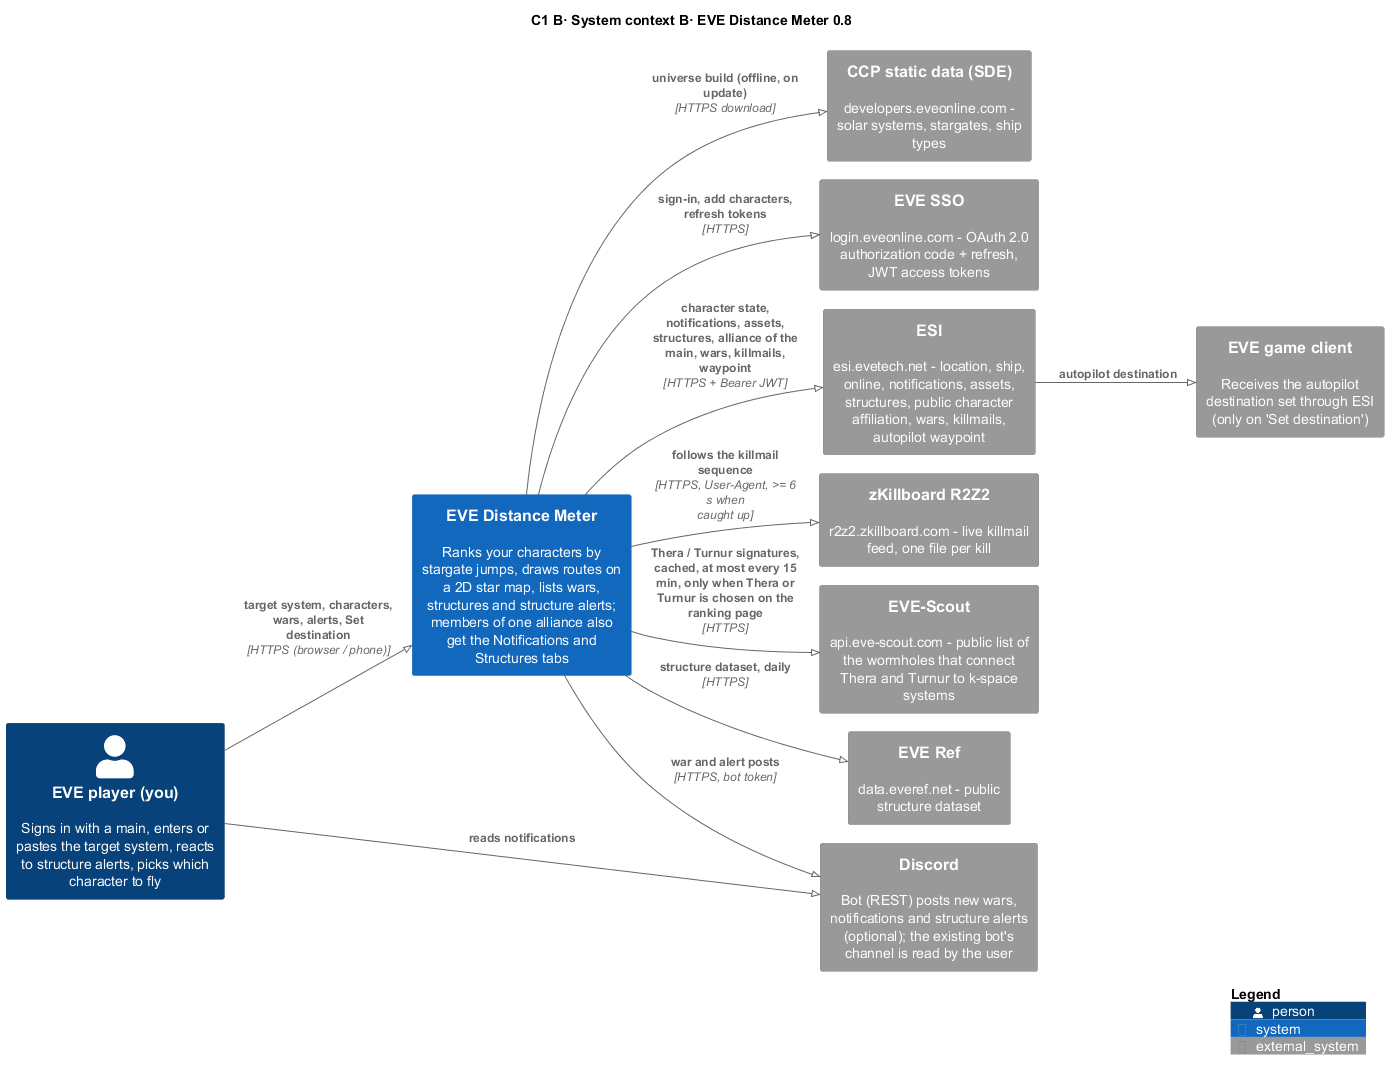 C1 В· System context В· EVE Distance Meter 0.8
universe build (offline, on
update)
[HTTPS download]
CCP static data (SDE)
developers.eveonline.com -
solar systems, stargates, ship
types
sign-in, add characters,
refresh tokens
[HTTPS]
EVE SSO
login.eveonline.com - OAuth 2.0
authorization code + refresh,
JWT access tokens
character state,
notifications, assets,
structures, alliance of the
main, wars, killmails,
waypoint
[HTTPS + Bearer JWT]
ESI
esi.evetech.net - location, ship,
online, notifications, assets,
structures, public character
affiliation, wars, killmails,
autopilot waypoint
autopilot destination
EVE game client
Receives the autopilot
destination set through ESI
(only on 'Set destination')
follows the killmail
sequence
[HTTPS, User-Agent, >= 6
s when
caught up]
zKillboard R2Z2
r2z2.zkillboard.com - live killmail
feed, one file per kill
EVE Distance Meter
Ranks your characters by
stargate jumps, draws routes on
a 2D star map, lists wars,
structures and structure alerts;
members of one alliance also
get the Notifications and
Structures tabs
Thera / Turnur signatures,
cached, at most every 15
min, only when Thera or
Turnur is chosen on the
ranking page
[HTTPS]
EVE-Scout
api.eve-scout.com - public list of
the wormholes that connect
Thera and Turnur to k-space
systems
target system, characters,
wars, alerts, Set
destination
[HTTPS (browser / phone)]
structure dataset, daily
[HTTPS]
EVE Ref
data.everef.net - public
structure dataset
war and alert posts
[HTTPS, bot token]
EVE player (you)
Signs in with a main, enters or
pastes the target system, reacts
to structure alerts, picks which
character to fly
reads notifications
Discord
Bot (REST) posts new wars,
notifications and structure alerts
(optional); the existing bot's
channel is read by the user
Legend
person
system
external_system